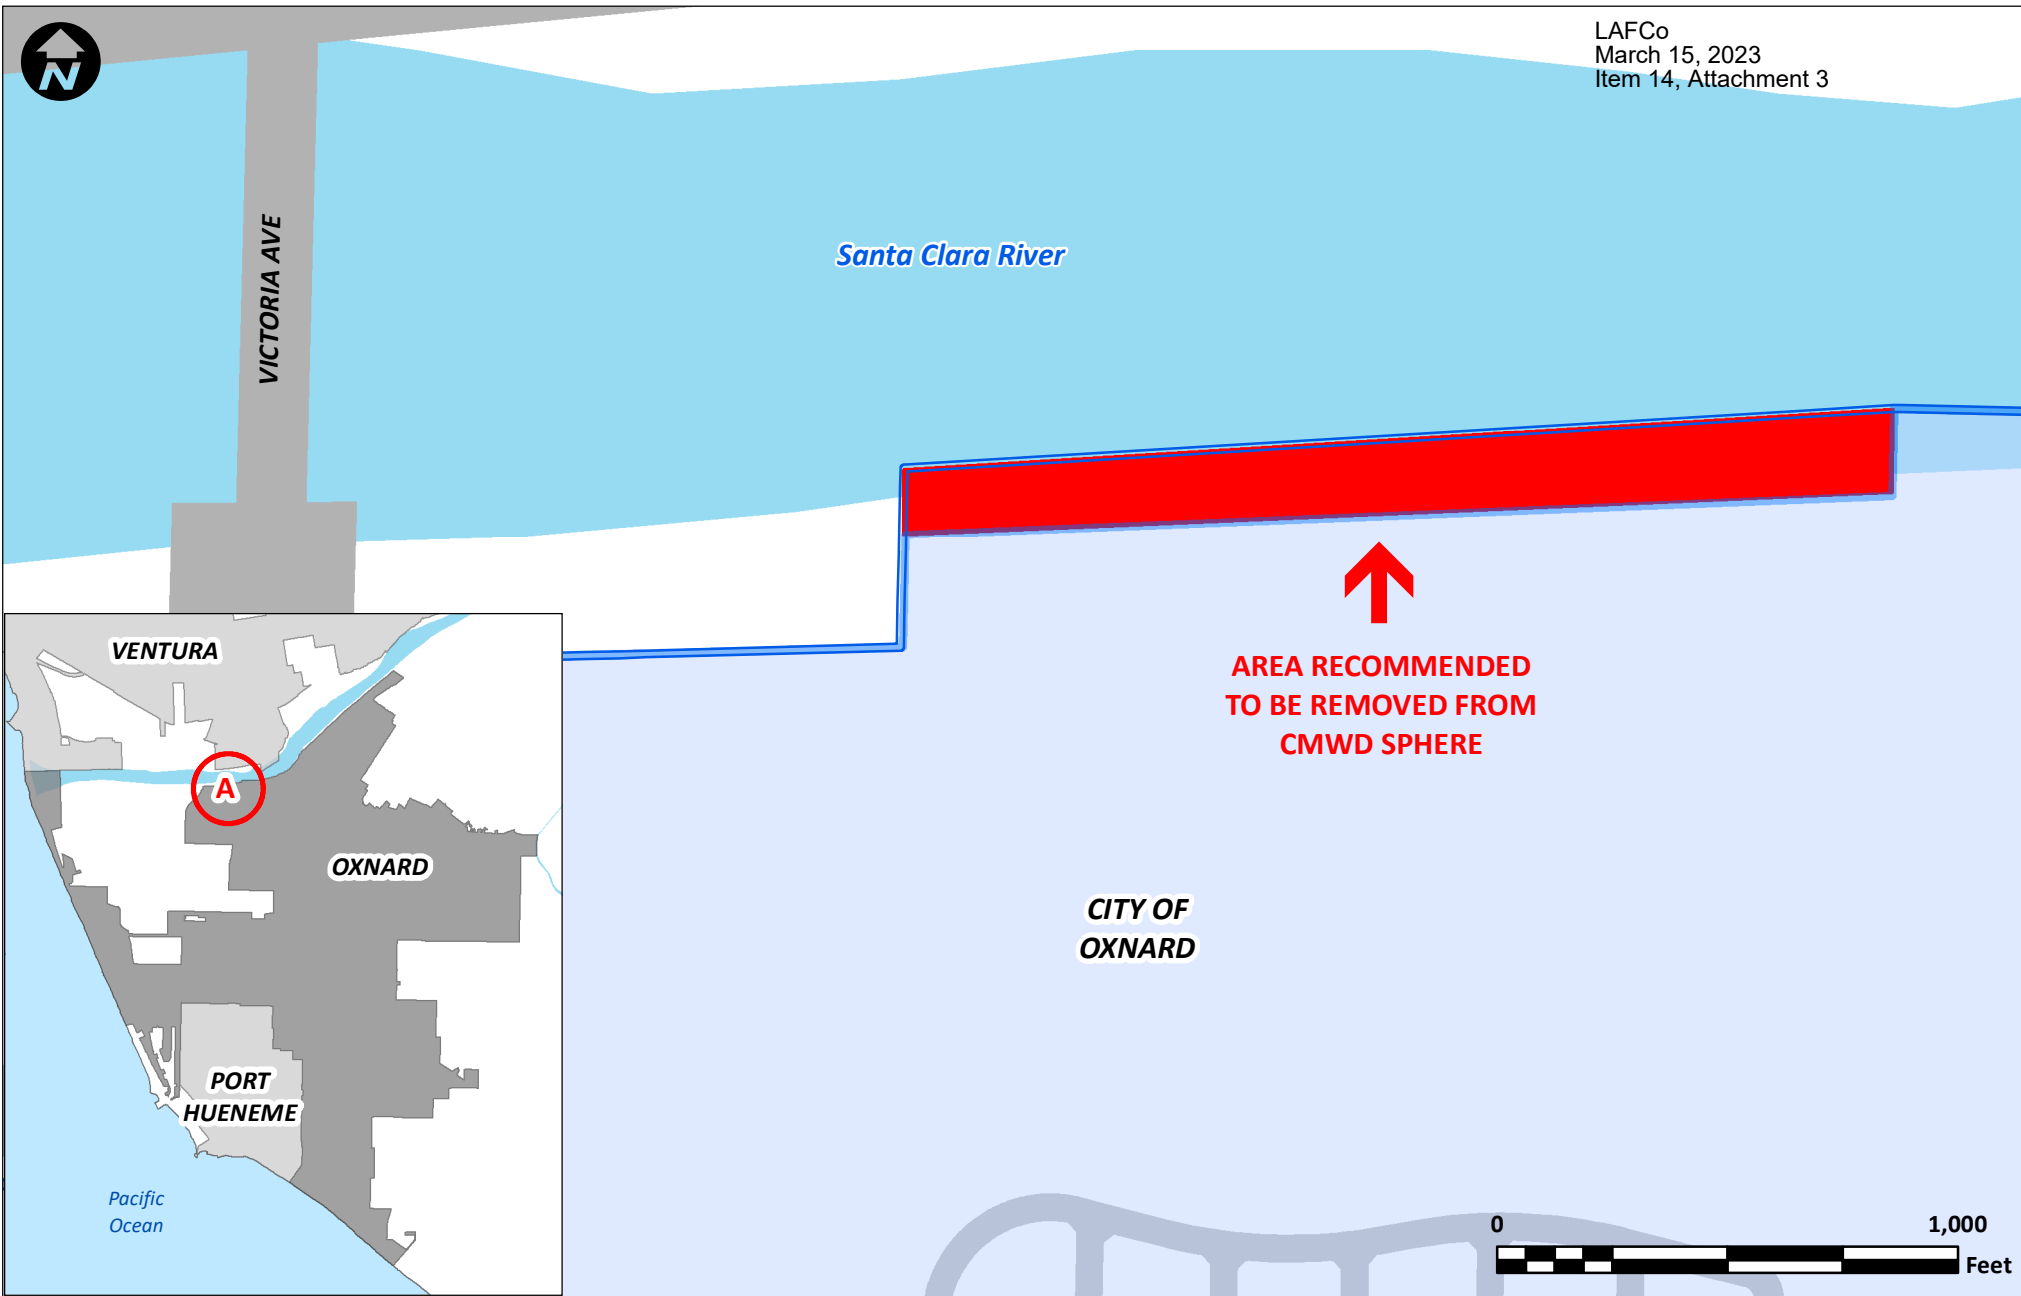 LAFCo
March 15, 2023
Item 14, Attachment 3
N
VICTORIA AVE
Santa Clara River
AREA RECOMMENDED
TO BE REMOVED FROM
CMWD SPHERE
CITY OF
OXNARD
VENTURA
A
OXNARD
PORT
HUENEME
Pacific
Ocean
0 1,000
Feet